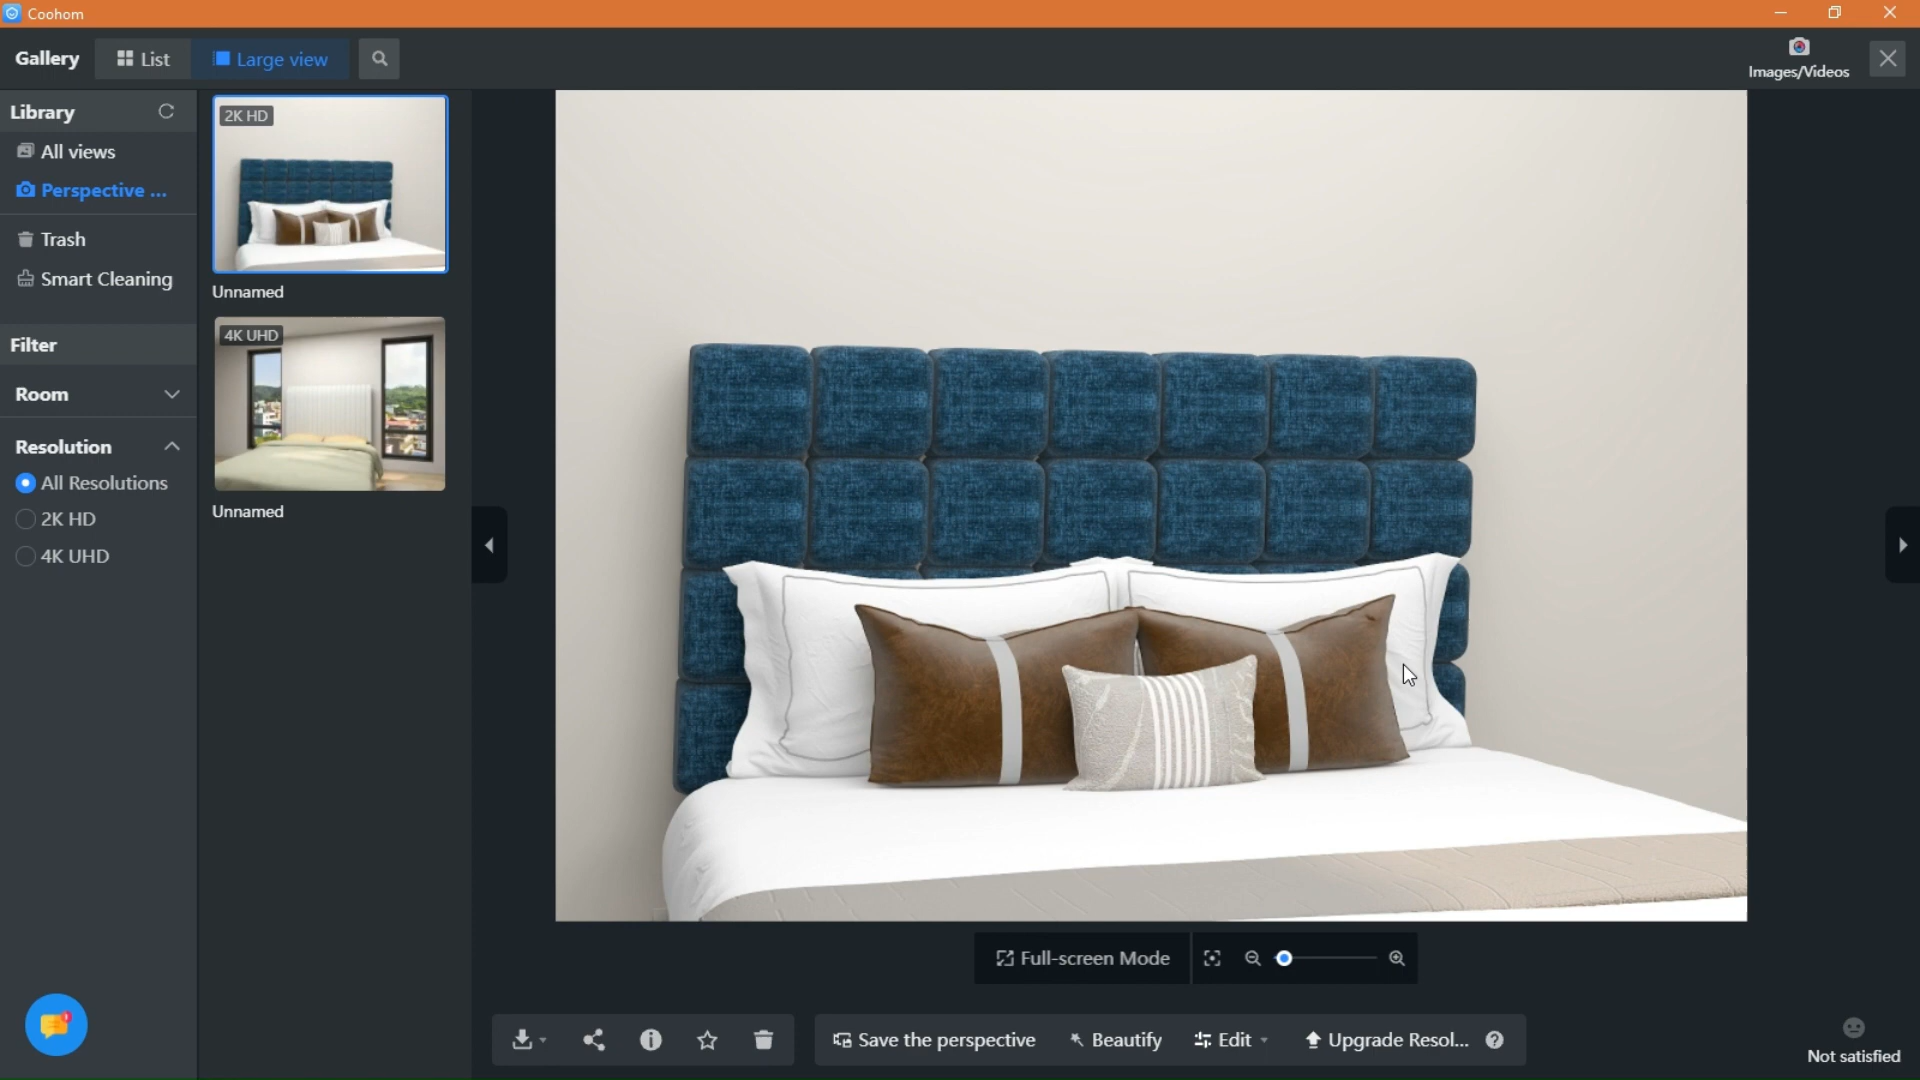 Coohom
Gallery
List
Large view
Images/Videos
Library
All views
Perspective ...
Trash
Smart Cleaning
Filter
Room
Resolution
All Resolutions
2K HD
4K UHD
2K HD
Unnamed
4K UHD
Unnamed
Full-screen Mode
Save the perspective
Beautify
Edit
Upgrade Resol...
Not satisfied